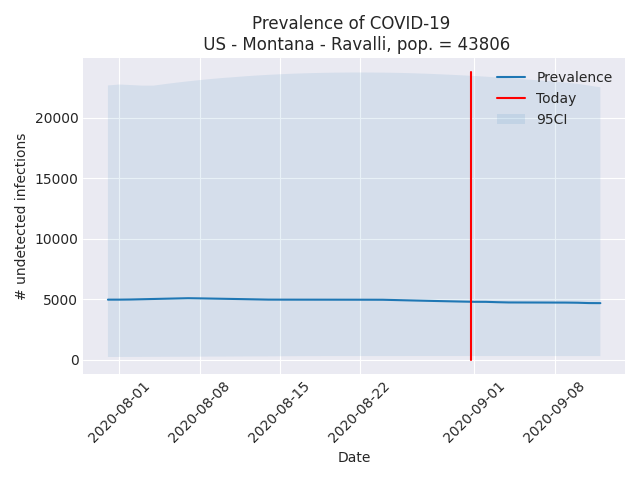 Prevalence of COVID-19
US - Montana - Ravalli, pop. = 43806
Prevalence
Today
95CI
# undetected infections
20000
15000
10000
5000
0
2020-08-01
2020-08-08
2020-08-15
2020-08-22
2020-09-01
2020-09-08
Date